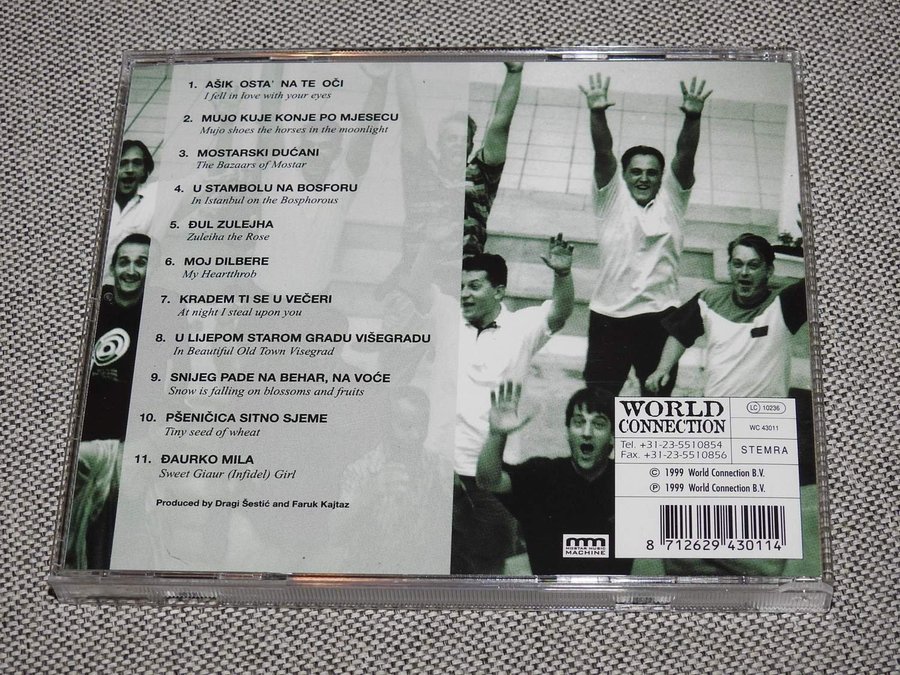 1. AŠIK OSTA' NA TE OČI
I fell in love with your eyes
2. MUJO KUJE KONJE PO MJESECU
Mujo shoes the horses in the moonlight
3. MOSTARSKI DUĆANI
The Bazaars of Mostar
4. U STAMBOLU NA BOSFORU
In Istanbul on the Bosphorous
5. ĐUL ZULEJHA
Zuleiha the Rose
6. MOJ DILBERE
My Heartthrob
7. KRADEM TI SE U VEČERI
At night I steal upon you
8. U LIJEPOM STAROM GRADU VIŠEGRADU
In Beautiful Old Town Visegrad
9. SNIJEG PADE NA BEHAR, NA VOĆE
Snow is falling on blossoms and fruits
10. PŠENIČICA SITNO SJEME
Tiny seed of wheat
11. ĐAURKO MILA
Sweet Giaur (Infidel) Girl
Produced by Dragi Šestić and Faruk Kajtaz
mm
MOSTAR MUSIC
MACHINE
WORLD
CONNECTION
Tel. +31-23-5510854
Fax. +31-23-5510856
LC 10236
WC 43011
STEMRA
© 1999 World Connection B.V.
℗ 1999 World Connection B.V.
8 712629 430114